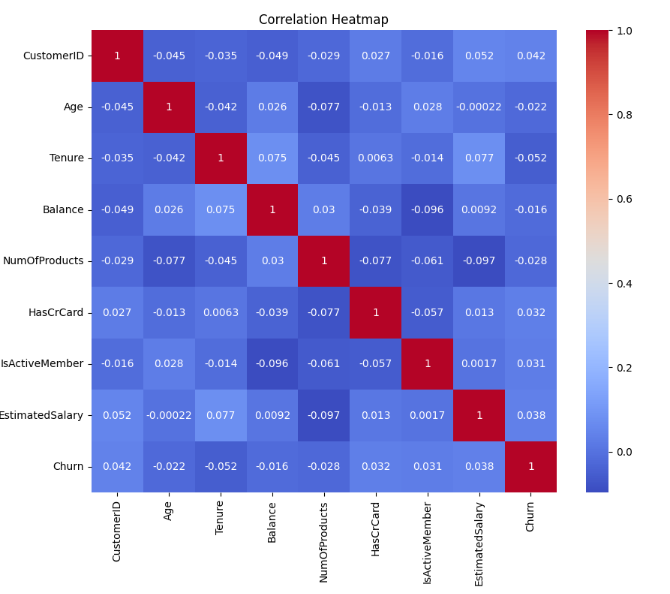 Correlation Heatmap
CustomerID 1 -0.045 -0.035 -0.049 -0.029 0.027 -0.016 0.052 0.042
Age -0.045 1 -0.042 0.026 -0.077 -0.013 0.028 -0.00022 -0.022
Tenure -0.035 -0.042 1 0.075 -0.045 0.0063 -0.014 0.077 -0.052
Balance -0.049 0.026 0.075 1 0.03 -0.039 -0.096 0.0092 -0.016
NumOfProducts -0.029 -0.077 -0.045 0.03 1 -0.077 -0.061 -0.097 -0.028
HasCrCard 0.027 -0.013 0.0063 -0.039 -0.077 1 -0.057 0.013 0.032
IsActiveMember -0.016 0.028 -0.014 -0.096 -0.061 -0.057 1 0.0017 0.031
EstimatedSalary 0.052 -0.00022 0.077 0.0092 -0.097 0.013 0.0017 1 0.038
Churn 0.042 -0.022 -0.052 -0.016 -0.028 0.032 0.031 0.038 1
CustomerID
Age
Tenure
Balance
NumOfProducts
HasCrCard
IsActiveMember
EstimatedSalary
Churn
1.0
0.8
0.6
0.4
0.2
0.0